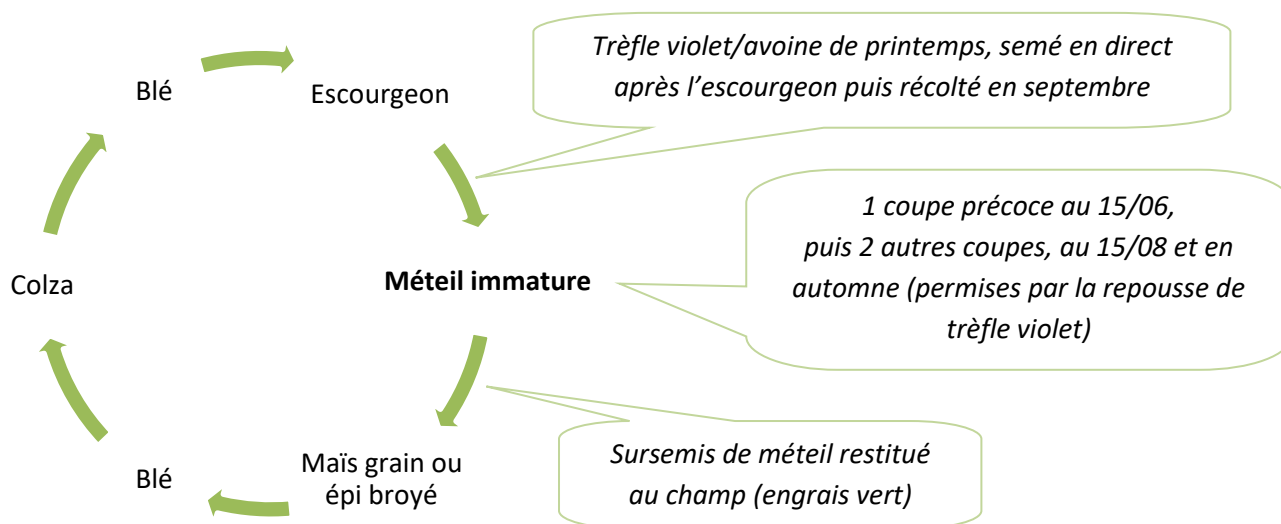 Trèfle violet/avoine de printemps, semé en direct
après l’escourgeon puis récolté en septembre
Blé
Escourgeon
1 coupe précoce au 15/06,
puis 2 autres coupes, au 15/08 et en
automne (permises par la repousse de
trèfle violet)
Colza
Méteil immature
Sursemis de méteil restitué
au champ (engrais vert)
Blé
Maïs grain ou
épi broyé